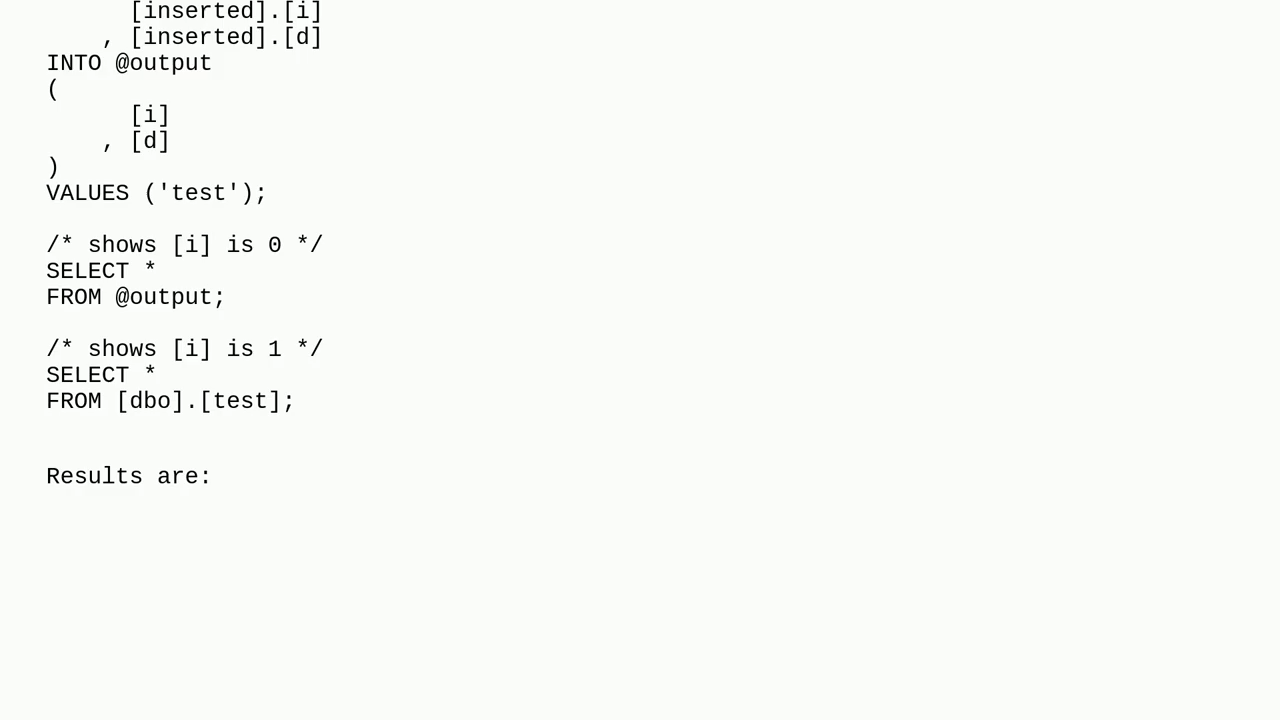 [inserted].[i]
, [inserted].[d]
INTO @output
(
[i]
, [d]
)
VALUES ('test');
/* shows [i] is 0 */
SELECT *
FROM @output;
/* shows [i] is 1 */
SELECT *
FROM [dbo].[test];
Results are: